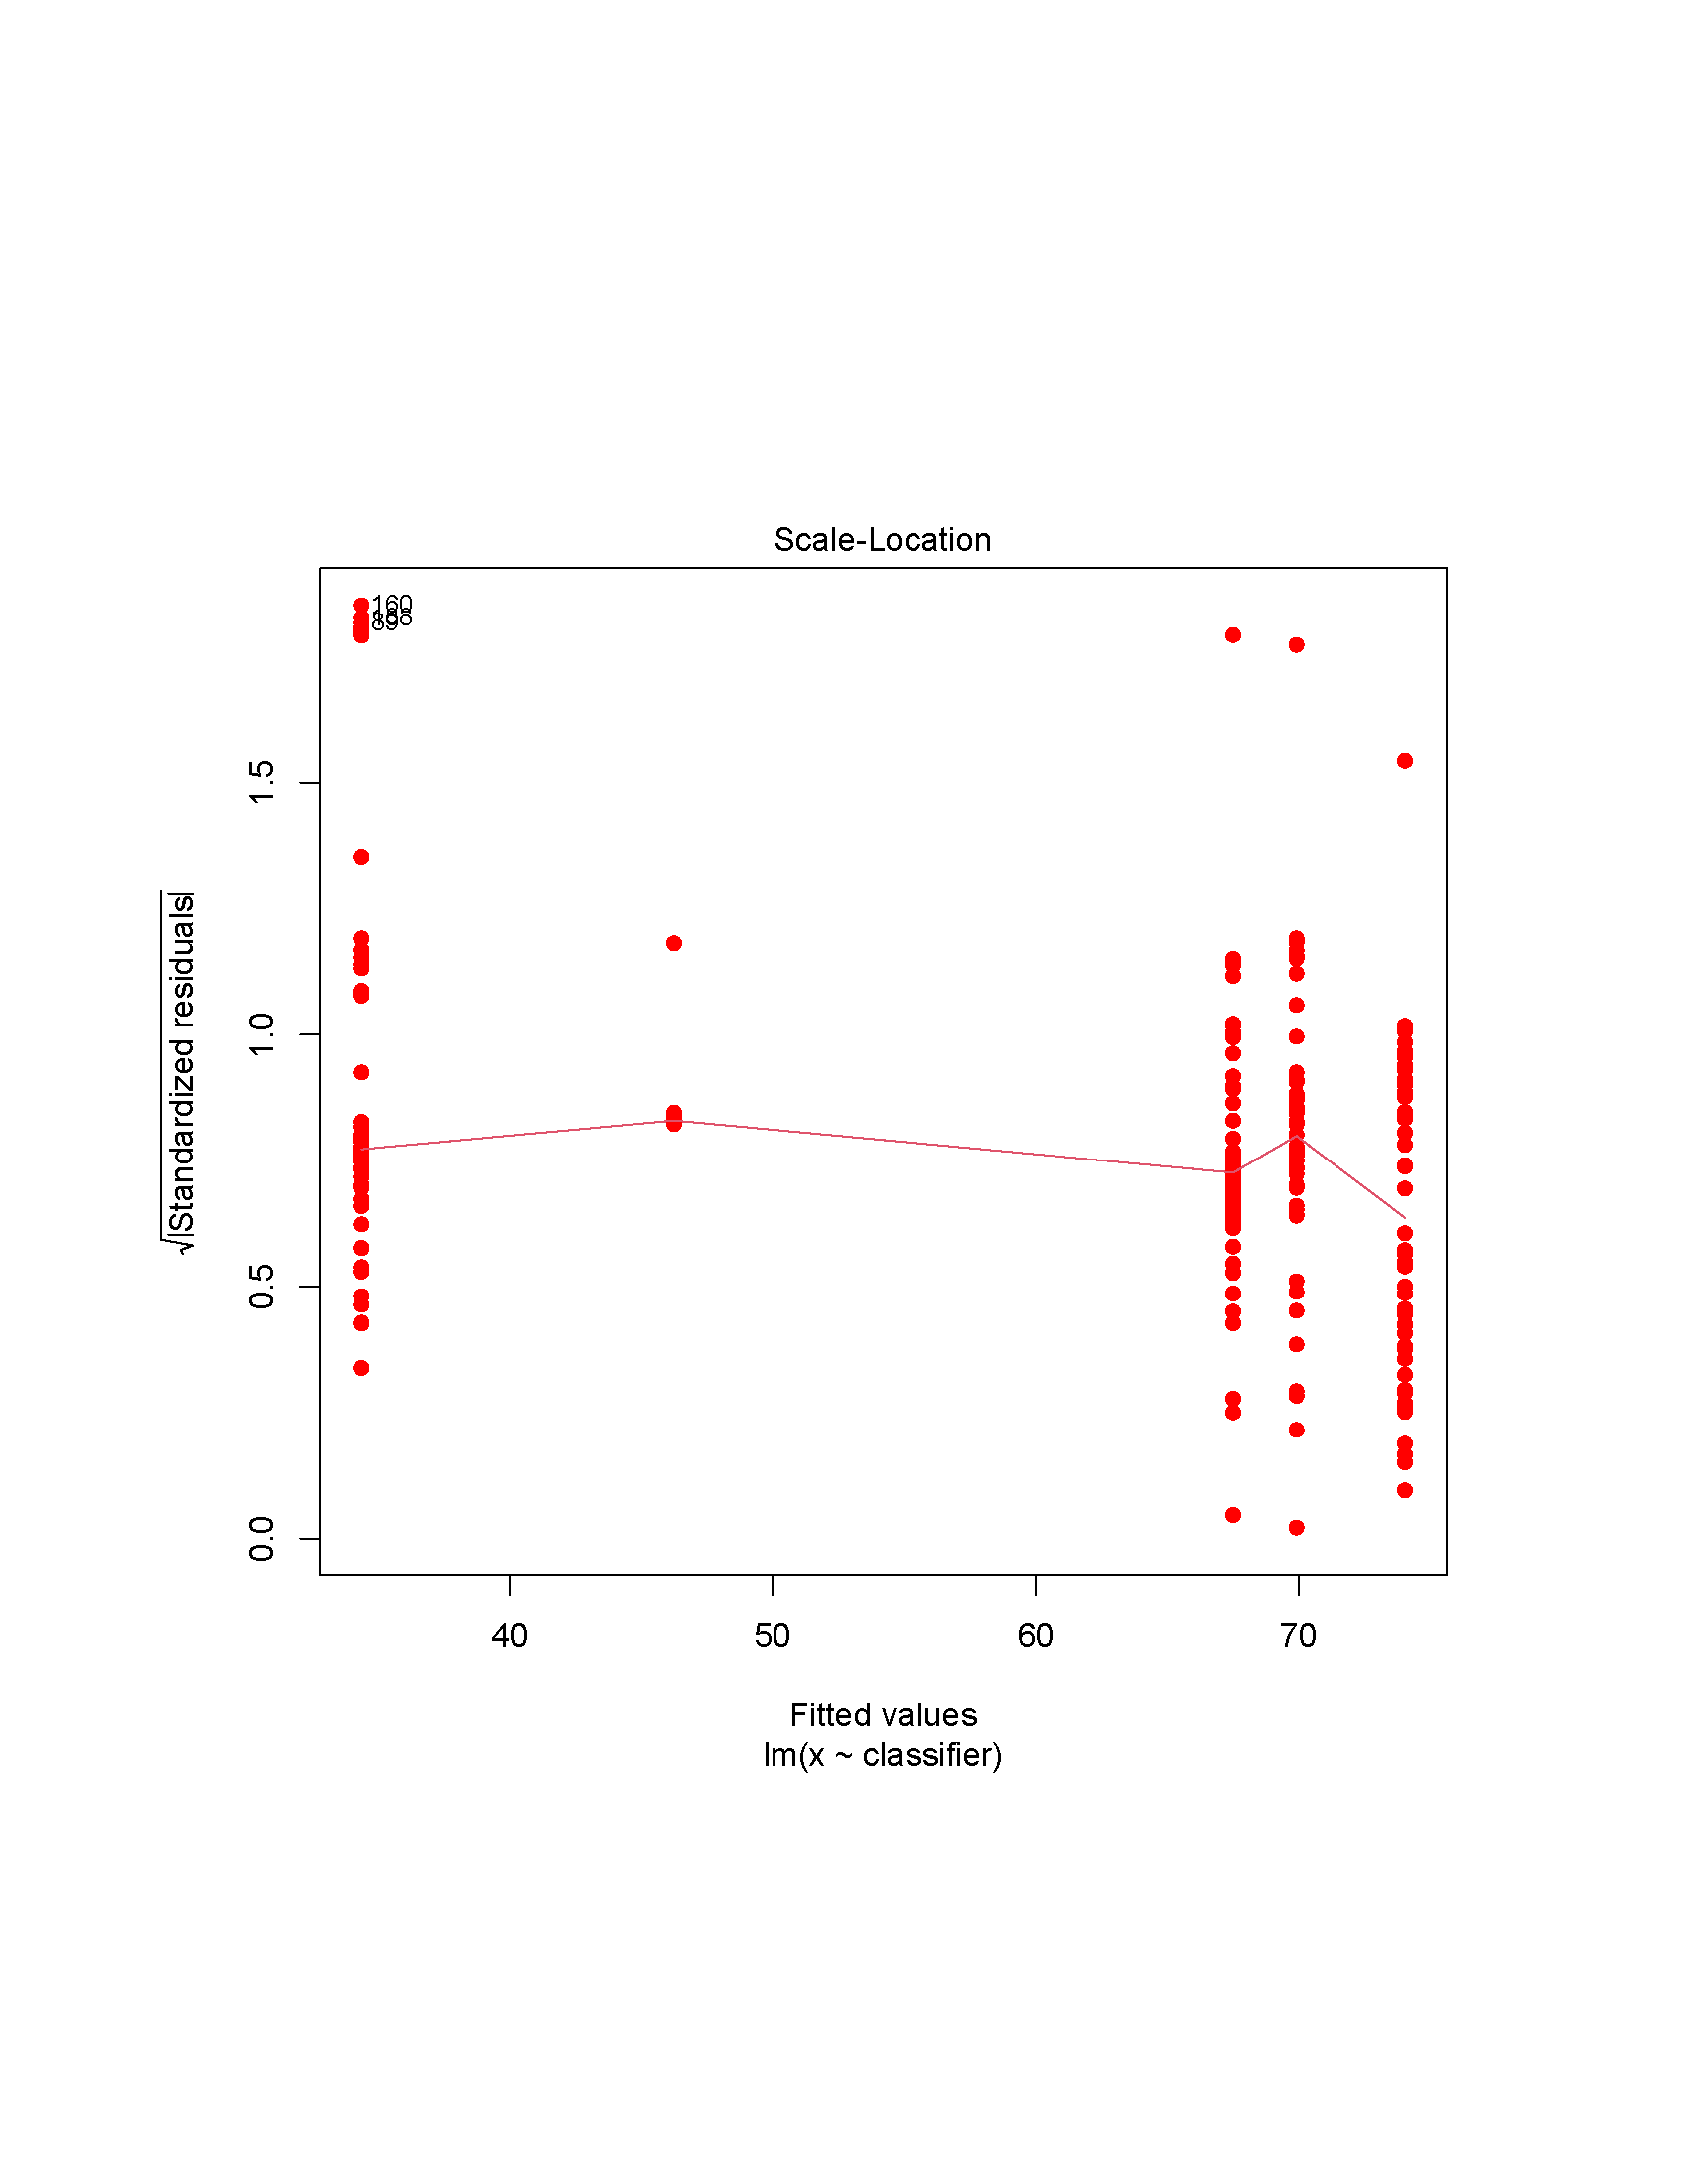 Scale-Location
160
89
√|Standardized residuals|
0.0
0.5
1.0
1.5
40
50
60
70
Fitted values
lm(x ~ classifier)